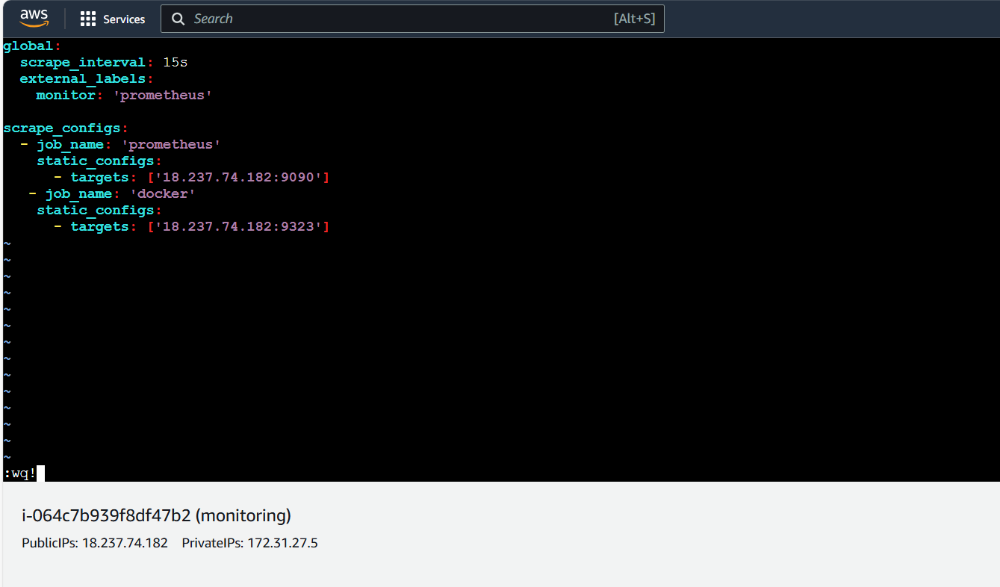 aws Services Search [Alt+S]
global:
  scrape_interval: 15s
  external_labels:
    monitor: 'prometheus'

scrape_configs:
  - job_name: 'prometheus'
    static_configs:
      - targets: ['18.237.74.182:9090']
   - job_name: 'docker'
    static_configs:
      - targets: ['18.237.74.182:9323']
~
~
~
~
~
~
~
~
~
~
~
~
~
~
:wq!
i-064c7b939f8df47b2 (monitoring)
PublicIPs: 18.237.74.182 PrivateIPs: 172.31.27.5